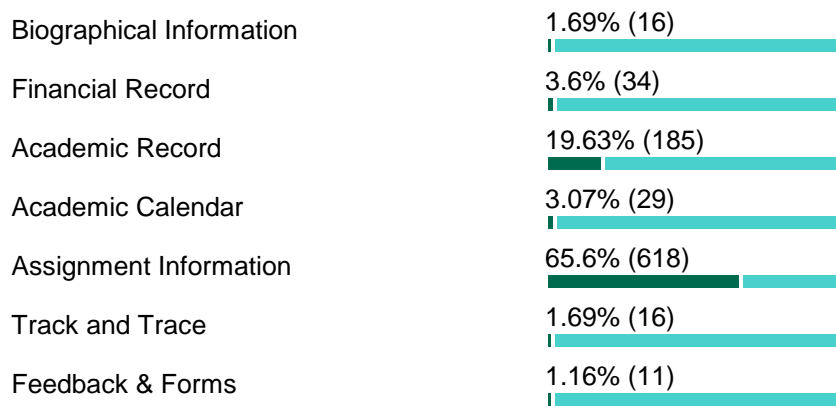 Biographical Information 1.69% (16)
Financial Record 3.6% (34)
Academic Record 19.63% (185)
Academic Calendar 3.07% (29)
Assignment Information 65.6% (618)
Track and Trace 1.69% (16)
Feedback & Forms 1.16% (11)